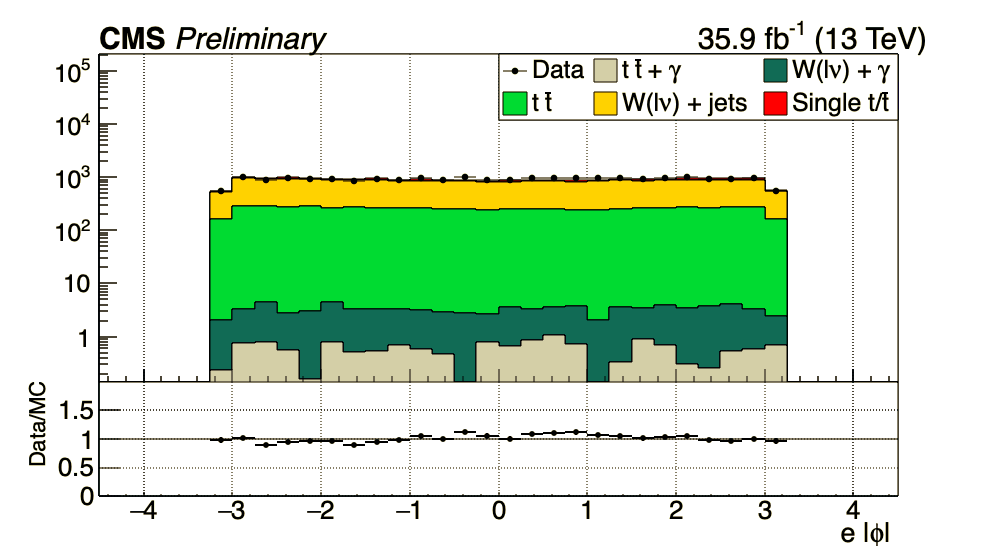 CMS Preliminary 35.9 fb⁻¹ (13 TeV)
Data t t̄ + γ W(lν) + γ
t t̄ W(lν) + jets Single t/t̄
10⁵
10⁴
10³
10²
10
1
Data/MC
1.5
1
0.5
0
−4 −3 −2 −1 0 1 2 3 4
e |ϕ|